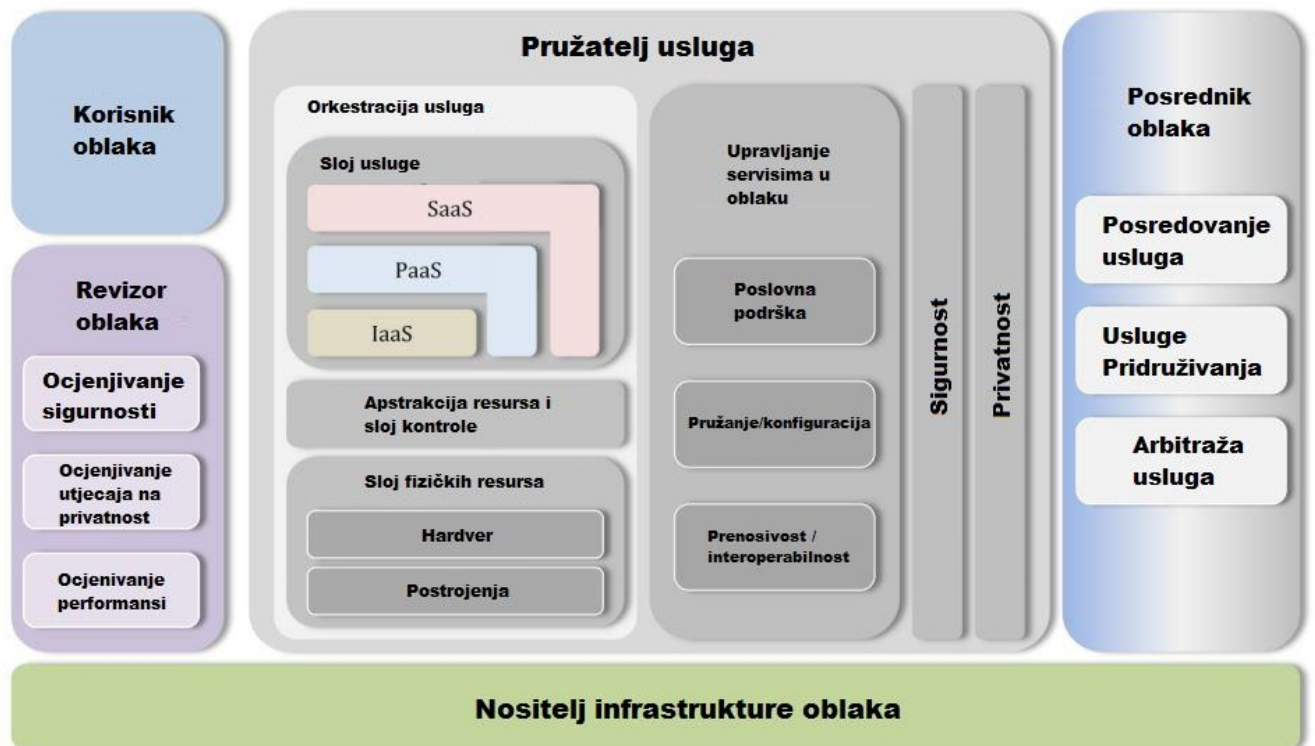 Korisnik
oblaka
Revizor
oblaka
Ocjenjivanje
sigurnosti
Ocjenjivanje
utjecaja na
privatnost
Ocjenivanje
performansi
Pružatelj usluga
Orkestracija usluga
Sloj usluge
SaaS
PaaS
IaaS
Apstrakcija resursa i
sloj kontrole
Sloj fizičkih resursa
Hardver
Postrojenja
Upravljanje
servisima u
oblaku
Poslovna
podrška
Pružanje/konfiguracija
Prenosivost /
interoperabilnost
Sigurnost
Privatnost
Posrednik
oblaka
Posredovanje
usluga
Usluge
Pridruživanja
Arbitraža
usluga
Nositelj infrastrukture oblaka